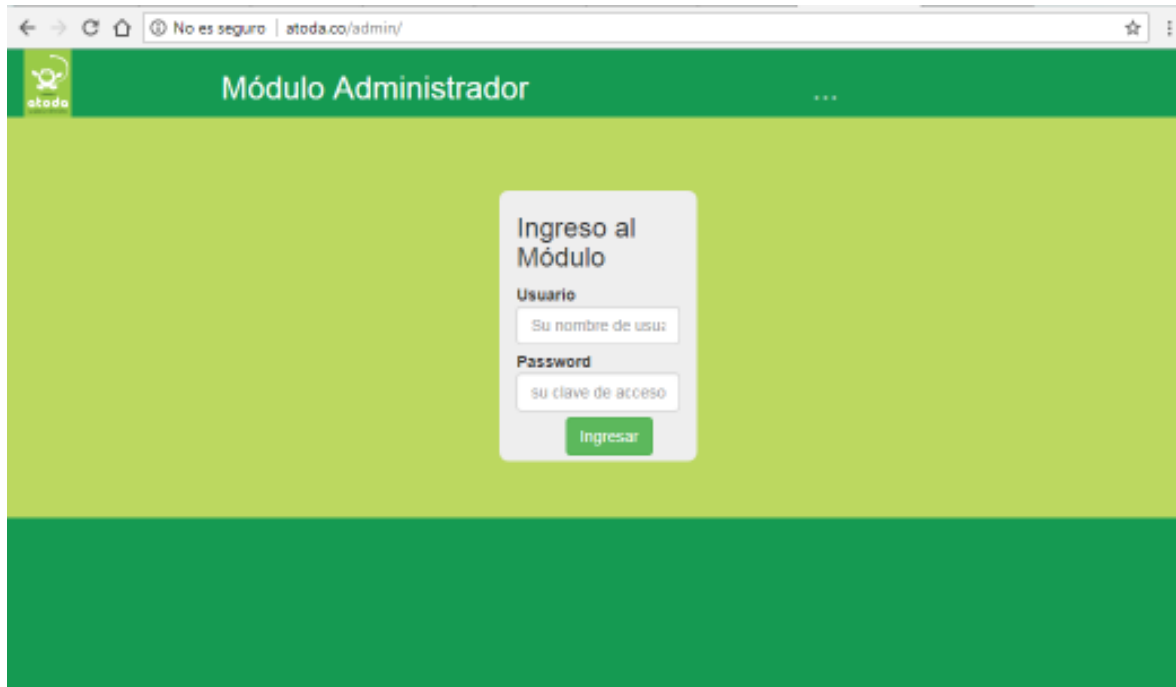 No es seguro | atoda.co/admin/
atoda
Módulo Administrador
...
Ingreso al
Módulo
Usuario
Su nombre de usua
Password
su clave de acceso
Ingresar